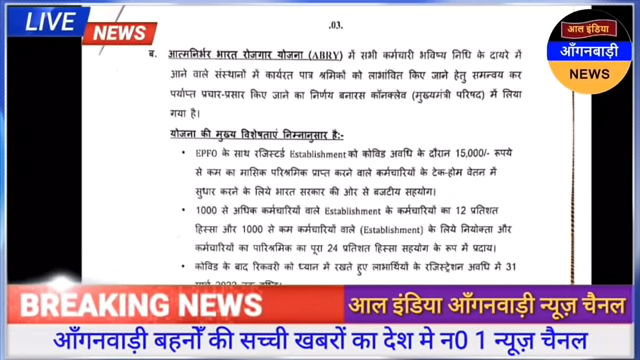 LIVE
NEWS
.03.
आल इंडिया
आँगनबाड़ी
NEWS
ब. आत्मनिर्भर भारत रोजगार योजना (ABRY) में सभी कर्मचारी भविष्य निधि के दायरे में
आने वाले संस्थानों में कार्यरत पात्र श्रमिकों को लाभांवित किए जाने हेतु समन्वय कर
पर्याप्त प्रचार-प्रसार किए जाने का निर्णय बनारस कॉनक्लेव (मुख्यमंत्री परिषद) में लिया
गया है।
योजना की मुख्य विशेषताएं निम्नानुसार है:-
• EPFO के साथ रजिस्टर्ड Establishment को कोविड अवधि के दौरान 15,000/- रूपये
से कम का मासिक परिश्रमिक प्राप्त करने वाले कर्मचारियों के टेक-होम वेतन में
सुधार करने के लिये भारत सरकार की ओर से बजटीय सहयोग।
• 1000 से अधिक कर्मचारियों वाले Establishment के कर्मचारियों का 12 प्रतिशत
हिस्सा और 1000 से कम कर्मचारियों वाले (Establishment) के लिये नियोक्ता और
कर्मचारियों का पारिश्रमिक का पूरा 24 प्रतिशत हिस्सा सहयोग के रूप में प्रदाय।
• कोविड के बाद रिकवरी को ध्यान में रखते हुए लाभार्थियों के रजिस्ट्रेशन अवधि में 31
BREAKING NEWS
आल इंडिया आँगनवाड़ी न्यूज़ चैनल
आँगनवाड़ी बहनोँ की सच्ची खबरों का देश मे न0 1 न्यूज़ चैनल